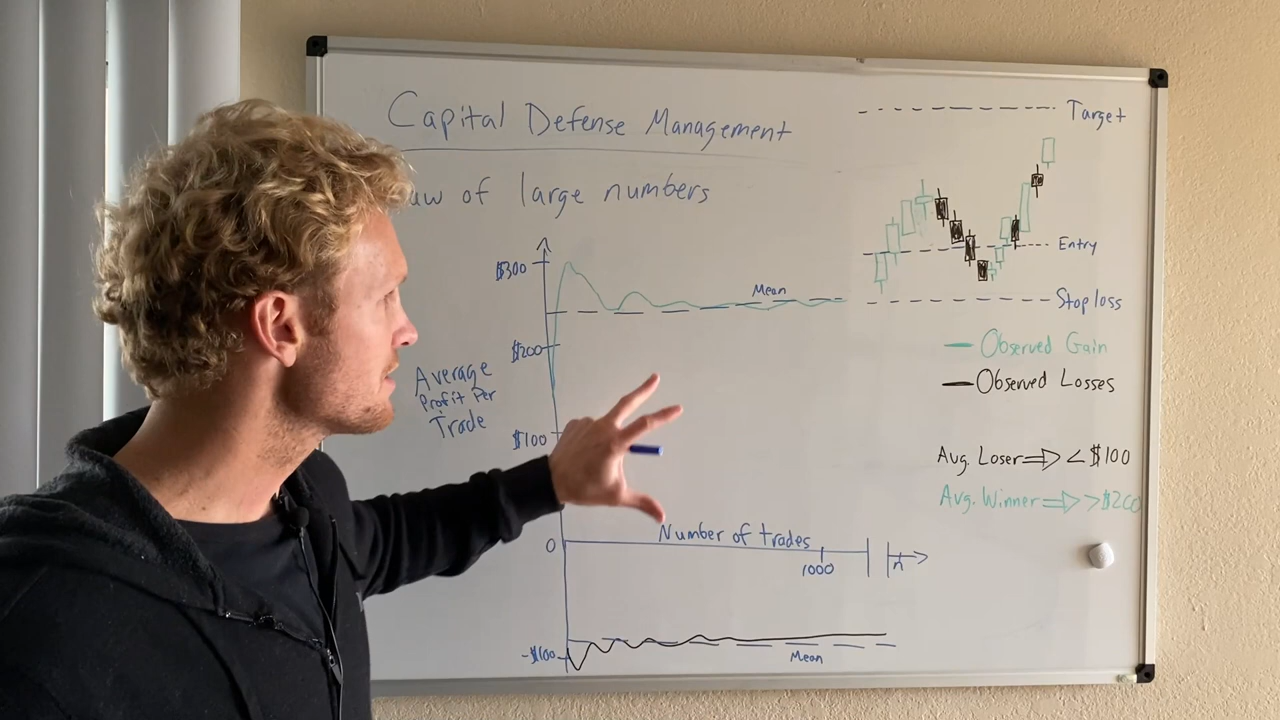 Capital Defense Management
aw of large numbers
$300
$200
$100
0
-$100
Average
Profit Per
Trade
Mean
Number of trades
1000
n
Mean
Target
Entry
Stop loss
Observed Gain
Observed Losses
Avg. Loser => < $100
Avg. Winner => > $200